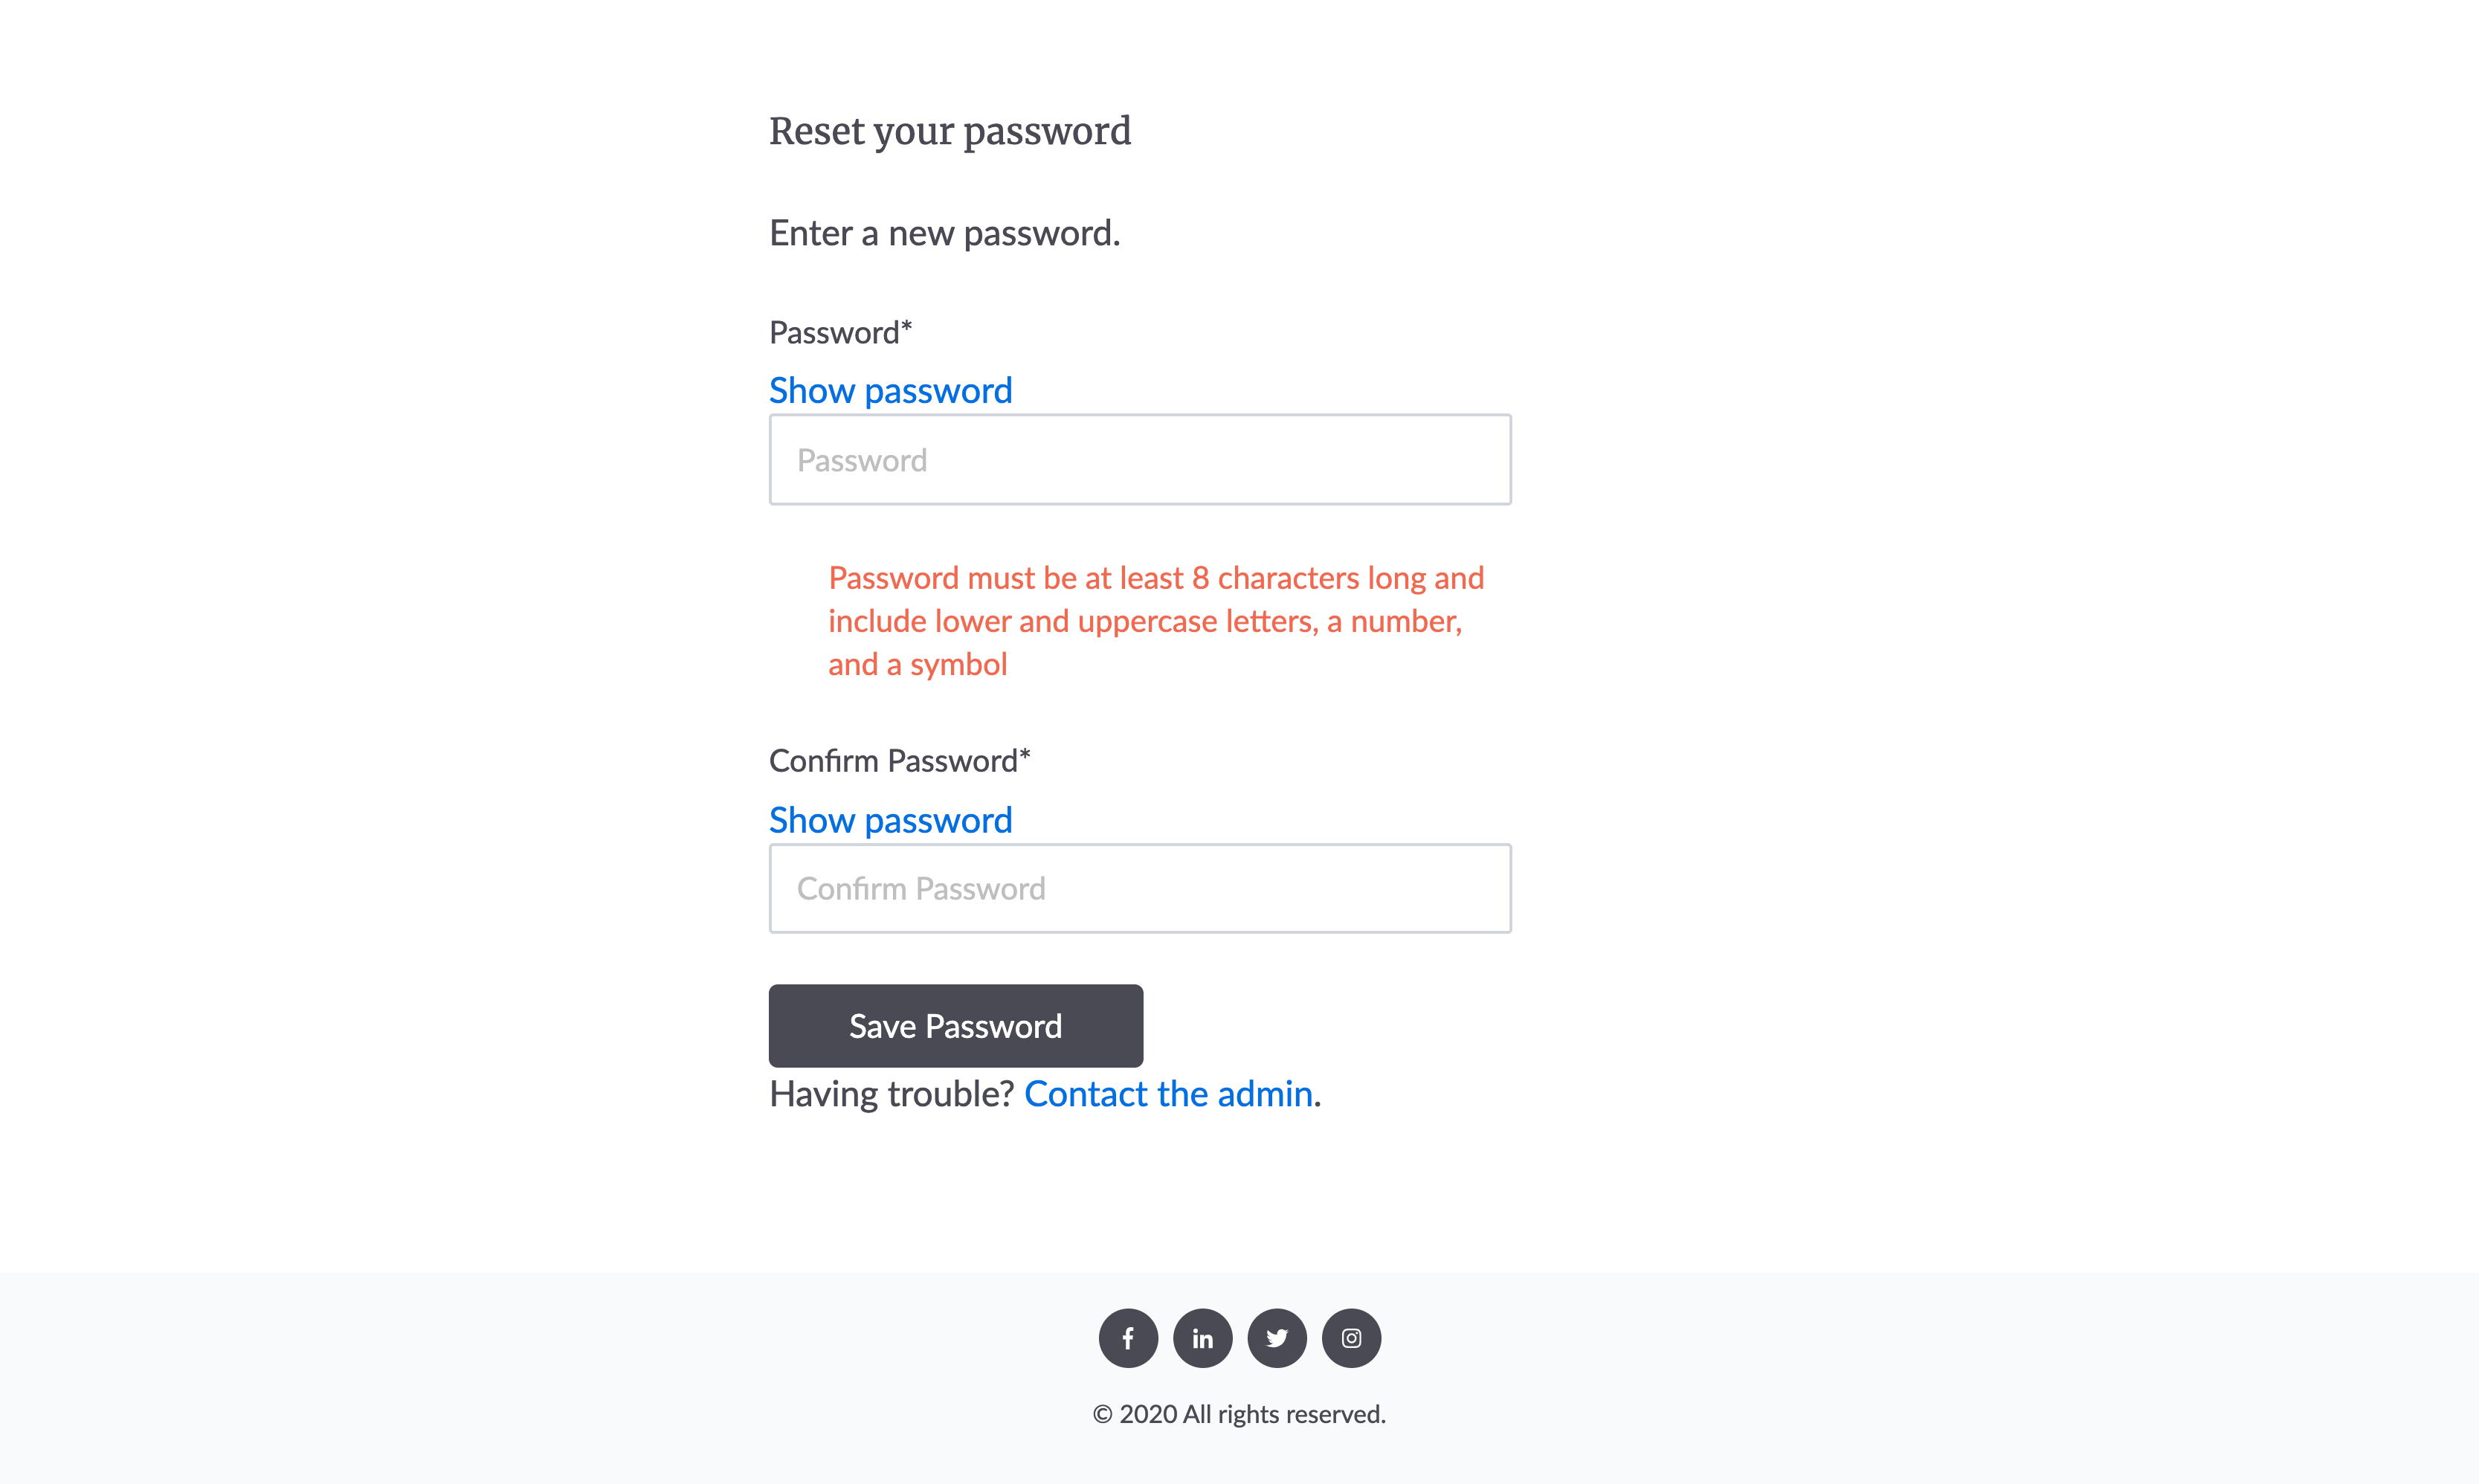 Reset your password
Enter a new password.
Password*
Show password
Password
Password must be at least 8 characters long and
include lower and uppercase letters, a number,
and a symbol
Confirm Password*
Show password
Confirm Password
Save Password
Having trouble? Contact the admin.
© 2020 All rights reserved.